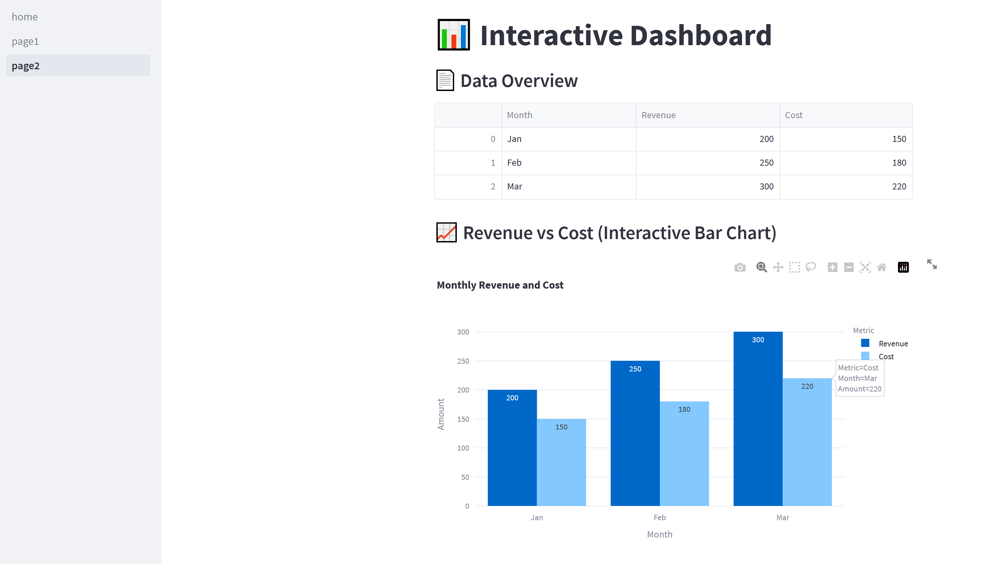 home
page1
page2
Interactive Dashboard
Data Overview
Month Revenue Cost
0 Jan 200 150
1 Feb 250 180
2 Mar 300 220
Revenue vs Cost (Interactive Bar Chart)
Monthly Revenue and Cost
Metric
Revenue
Cost
Metric=Cost
Month=Mar
Amount=220
300
250
200
150
100
50
0
Amount
200
150
250
180
300
220
Jan Feb Mar
Month